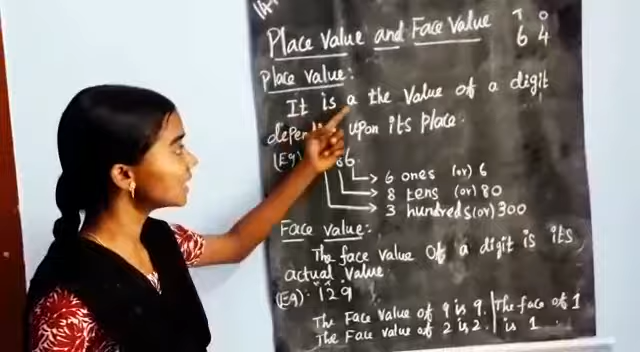 Place Value and Face Value
T O
6 4
Place value:
It is a the value of a digit
upon its place.
(Eg)
6 ones (or) 6
8 tens (or) 80
3 hundreds (or) 300
Face value:
The face value of a digit is its
actual value.
(Eg): 129
The Face value of 9 is 9. The face of 1
The Face value of 2 is 2. is 1